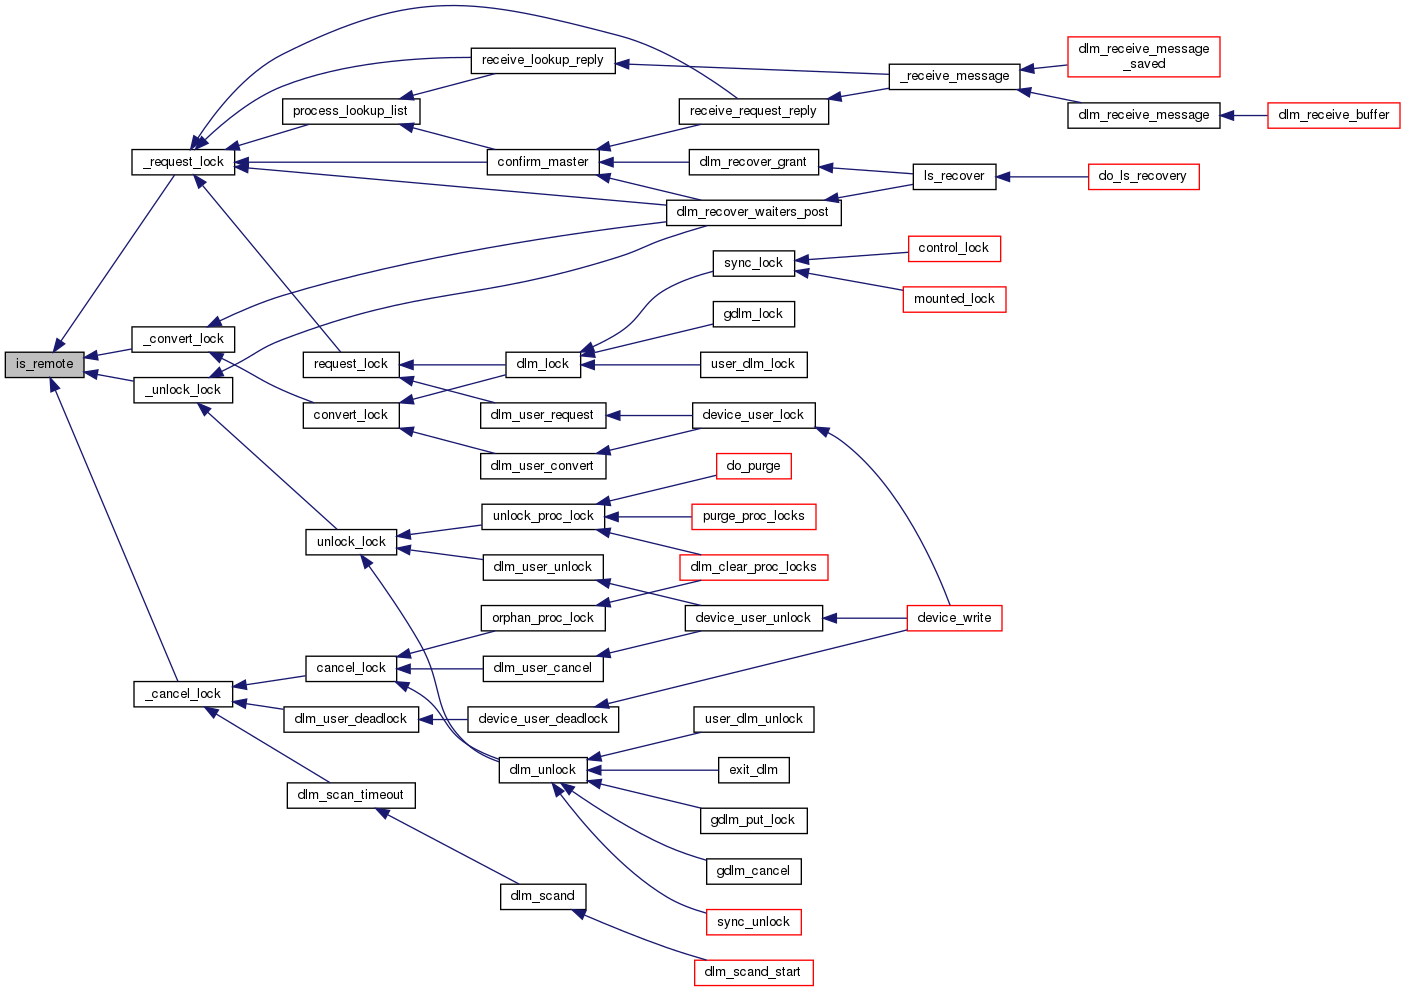 is_remote
_request_lock
_convert_lock
_unlock_lock
_cancel_lock
process_lookup_list
request_lock
convert_lock
unlock_lock
cancel_lock
dlm_user_deadlock
dlm_scan_timeout
receive_lookup_reply
confirm_master
dlm_lock
dlm_user_request
dlm_user_convert
unlock_proc_lock
dlm_user_unlock
orphan_proc_lock
dlm_user_cancel
device_user_deadlock
dlm_unlock
dlm_scand
receive_request_reply
dlm_recover_grant
dlm_recover_waiters_post
sync_lock
gdlm_lock
user_dlm_lock
device_user_lock
do_purge
purge_proc_locks
dlm_clear_proc_locks
device_user_unlock
user_dlm_unlock
exit_dlm
gdlm_put_lock
gdlm_cancel
sync_unlock
dlm_scand_start
_receive_message
ls_recover
control_lock
mounted_lock
device_write
dlm_receive_message
_saved
dlm_receive_message
do_ls_recovery
dlm_receive_buffer